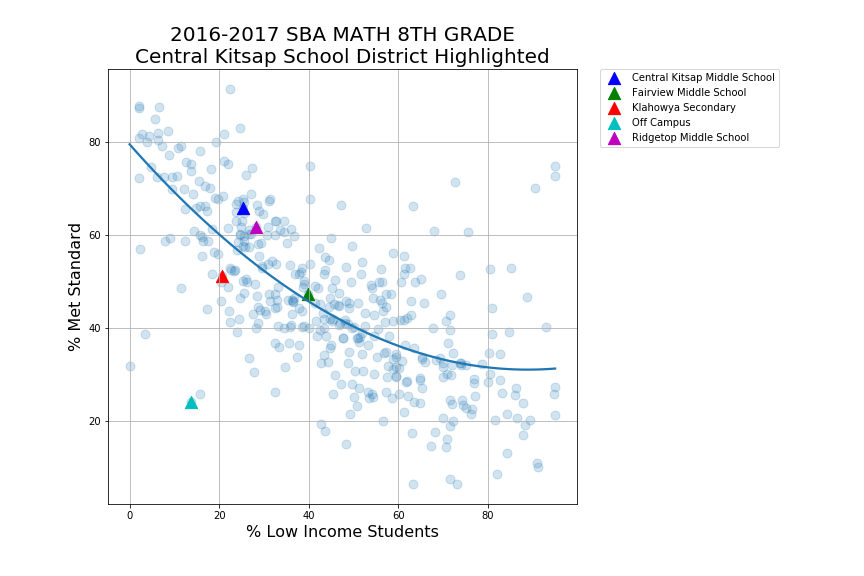 2016-2017 SBA MATH 8TH GRADE
Central Kitsap School District Highlighted
Central Kitsap Middle School
Fairview Middle School
Klahowya Secondary
Off Campus
Ridgetop Middle School
% Met Standard
80
60
40
20
0
20
40
60
80
% Low Income Students